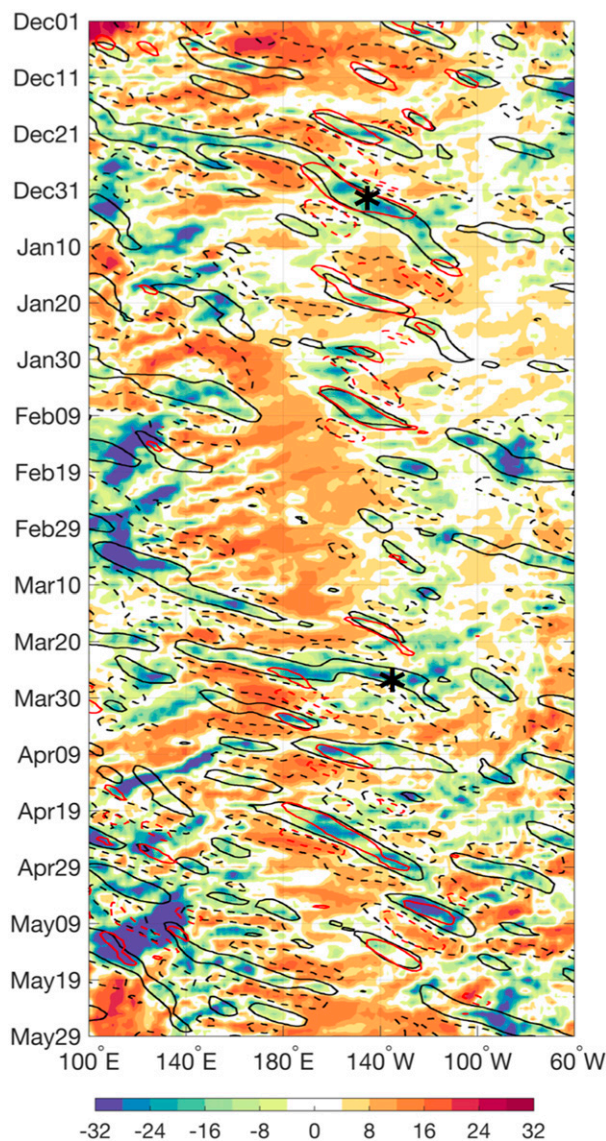 Dec01
Dec11
Dec21
Dec31
Jan10
Jan20
Jan30
Feb09
Feb19
Feb29
Mar10
Mar20
Mar30
Apr09
Apr19
Apr29
May09
May19
May29
100°E 140°E 180°E 140°W 100°W 60°W
-32 -24 -16 -8 0 8 16 24 32